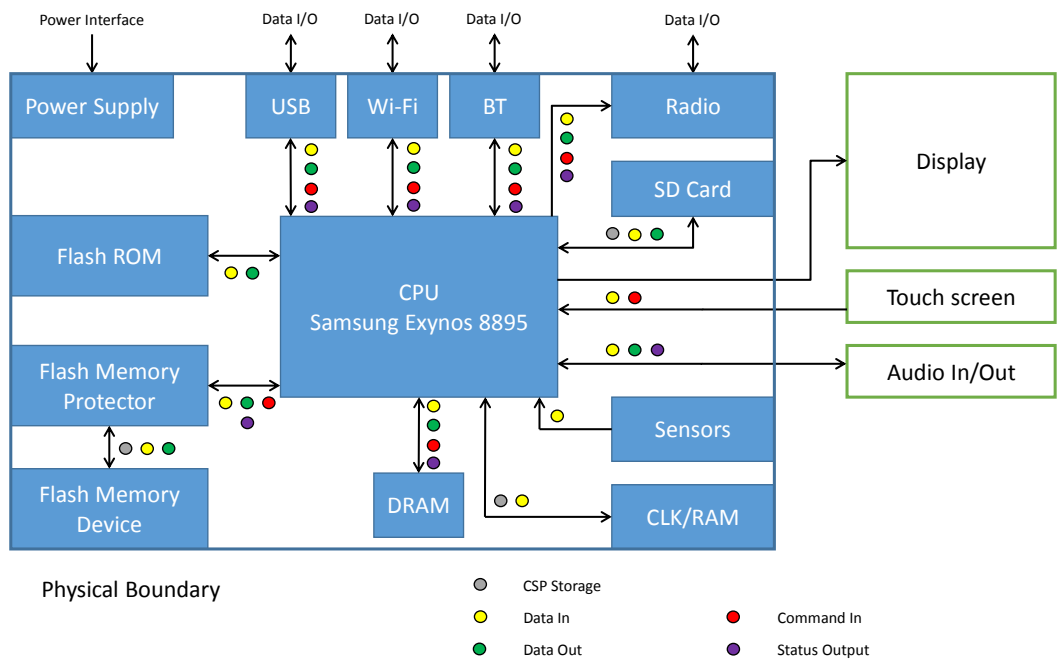 Power Interface
Data I/O
Data I/O
Data I/O
Data I/O
Power Supply
USB
Wi-Fi
BT
Radio
Display
SD Card
Flash ROM
CPU
Samsung Exynos 8895
Touch screen
Flash Memory
Protector
Audio In/Out
Sensors
Flash Memory
Device
DRAM
CLK/RAM
Physical Boundary
CSP Storage
Data In
Command In
Data Out
Status Output